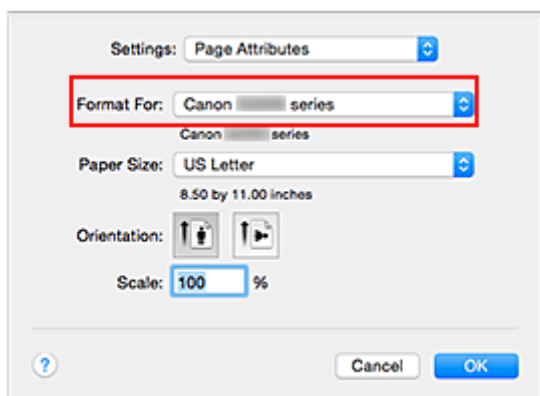 Settings: Page Attributes
Format For: Canon series
Canon series
Paper Size: US Letter
8.50 by 11.00 inches
Orientation:
Scale: 100 %
? Cancel OK